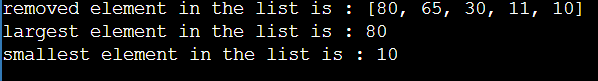 removed element in the list is : [80, 65, 30, 11, 10]
largest element in the list is : 80
smallest element in the list is : 10